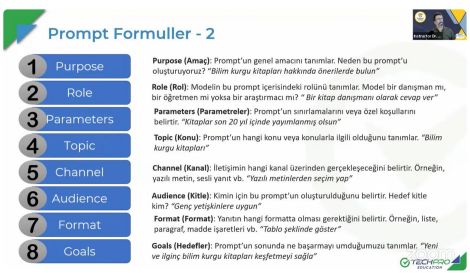 Prompt Formuller - 2
Instructor Dr.
1 Purpose
2 Role
3 Parameters
4 Topic
5 Channel
6 Audience
7 Format
8 Goals
Purpose (Amaç): Prompt'un genel amacını tanımlar. Neden bu prompt'u
oluşturuyoruz? "Bilim kurgu kitapları hakkında önerilerde bulun"
Role (Rol): Modelin bu prompt içerisindeki rolünü tanımlar. Model bir danışman mı,
bir öğretmen mi yoksa bir araştırmacı mı? " Bir kitap danışmanı olarak cevap ver"
Parameters (Parametreler): Prompt'un sınırlamalarını veya özel koşullarını
belirtir. "Kitaplar son 20 yıl içinde yayımlanmış olsun"
Topic (Konu): Prompt'un hangi konu veya konularla ilgili olduğunu tanımlar. "Bilim
kurgu kitapları"
Channel (Kanal): İletişimin hangi kanal üzerinden gerçekleşeceğini belirtir. Örneğin,
yazılı metin, sesli yanıt vb. "Yazılı metinlerden seçim yap"
Audience (Kitle): Kimin için bu prompt'un oluşturulduğunu belirtir. Hedef kitle
kim? "Genç yetişkinlere uygun"
Format (Format): Yanıtın hangi formatta olması gerektiğini belirtir. Örneğin, liste,
paragraf, madde işaretleri vb. "Tablo şeklinde göster"
Goals (Hedefler): Prompt'un sonunda ne başarmayı umduğumuzu tanımlar. "Yeni
ve ilginç bilim kurgu kitapları keşfetmeyi sağla"
zoom
TECHPRO
EDUCATION